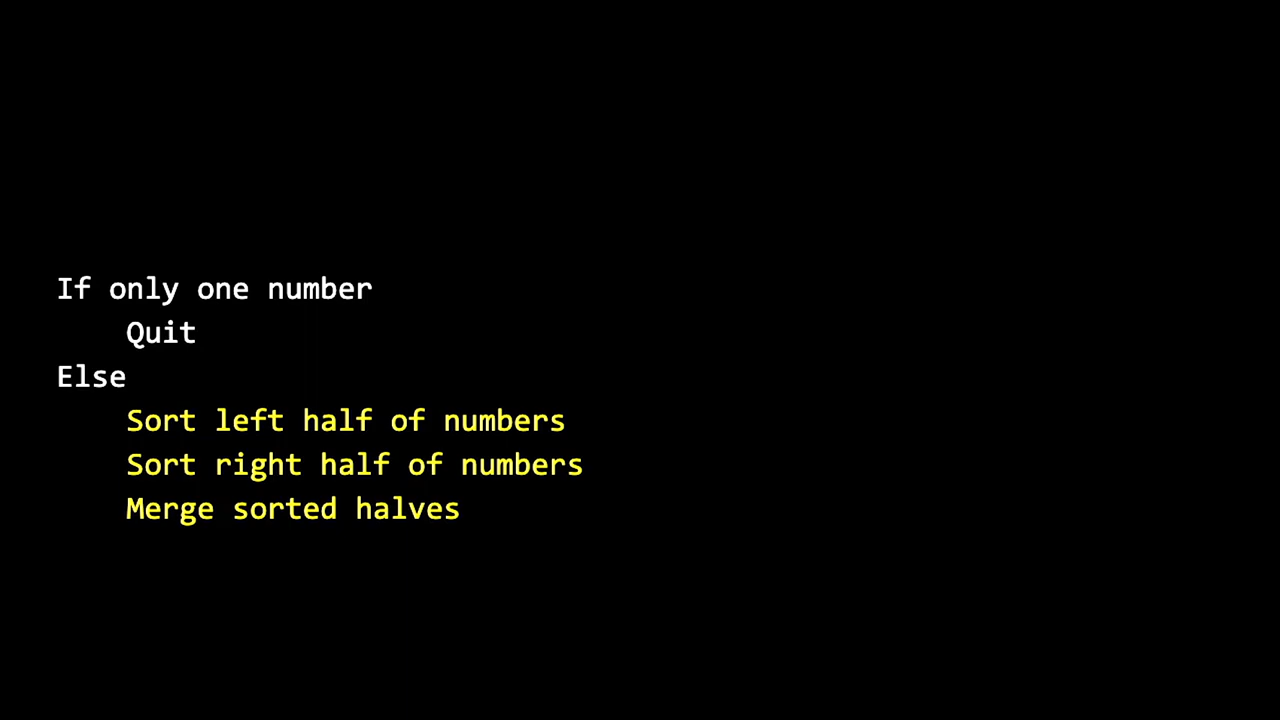 If only one number
    Quit
Else
    Sort left half of numbers
    Sort right half of numbers
    Merge sorted halves